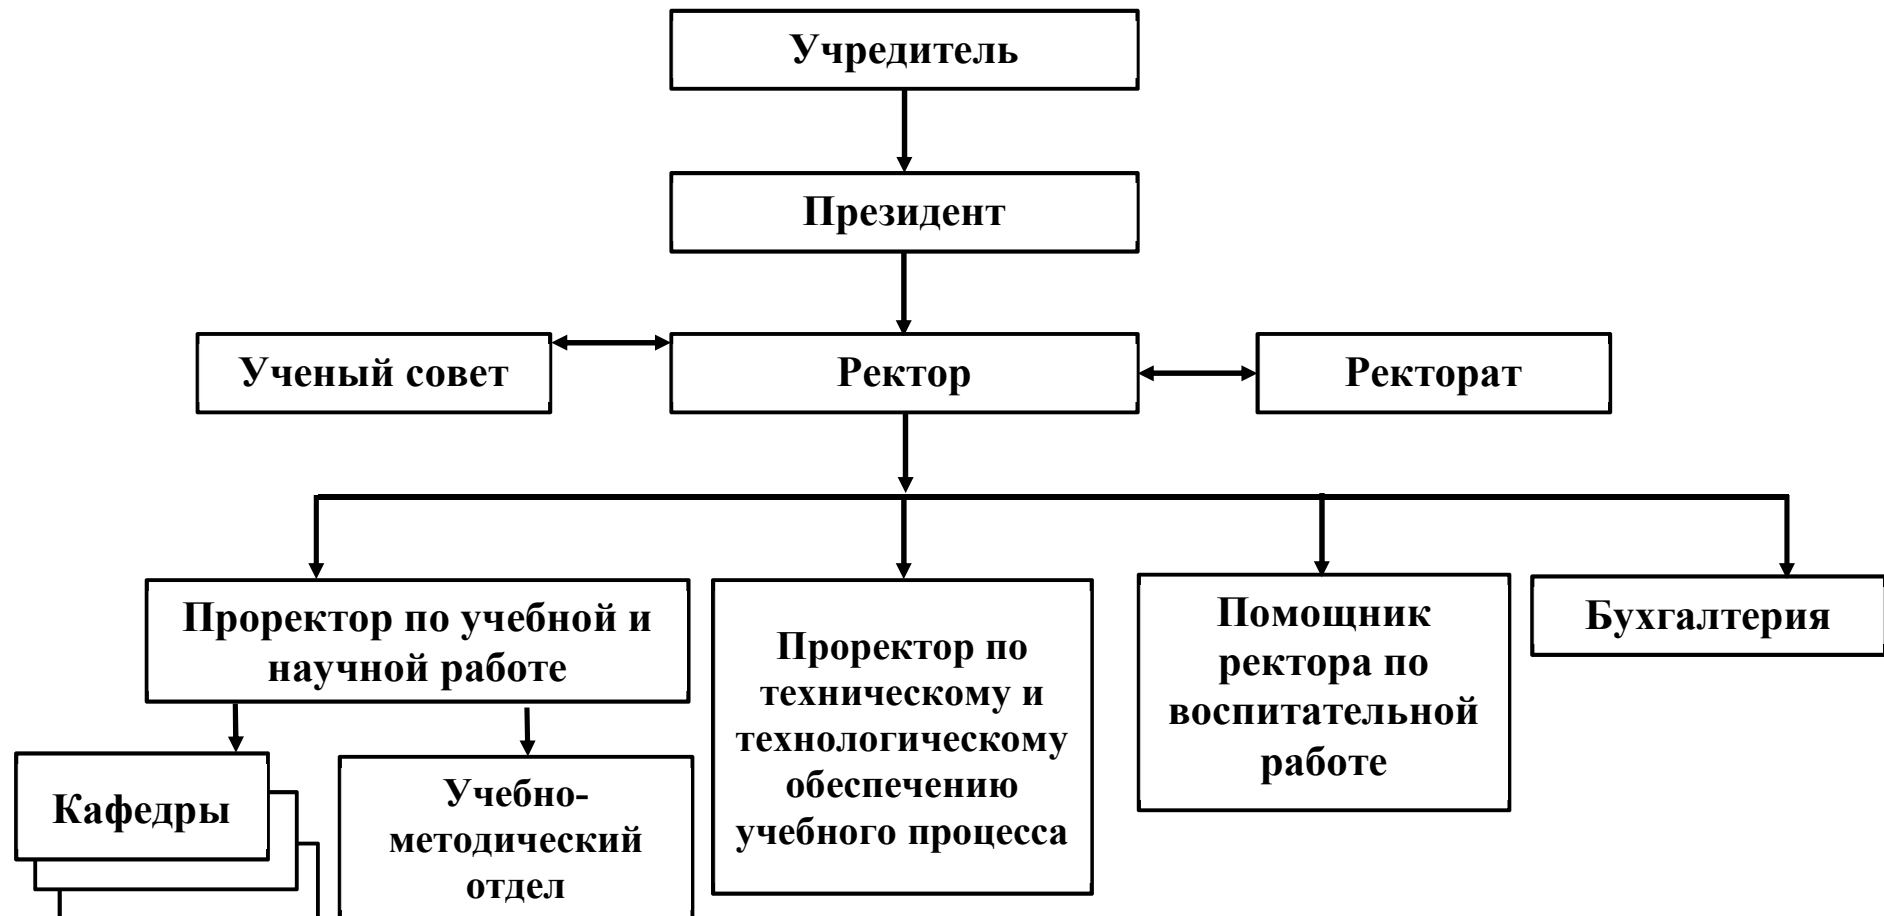 Учредитель
Президент
Ученый совет
Ректор
Ректорат
Проректор по учебной и
научной работе
Проректор по
техническому и
технологическому
обеспечению
учебного процесса
Помощник
ректора по
воспитательной
работе
Бухгалтерия
Кафедры
Учебно-
методический
отдел